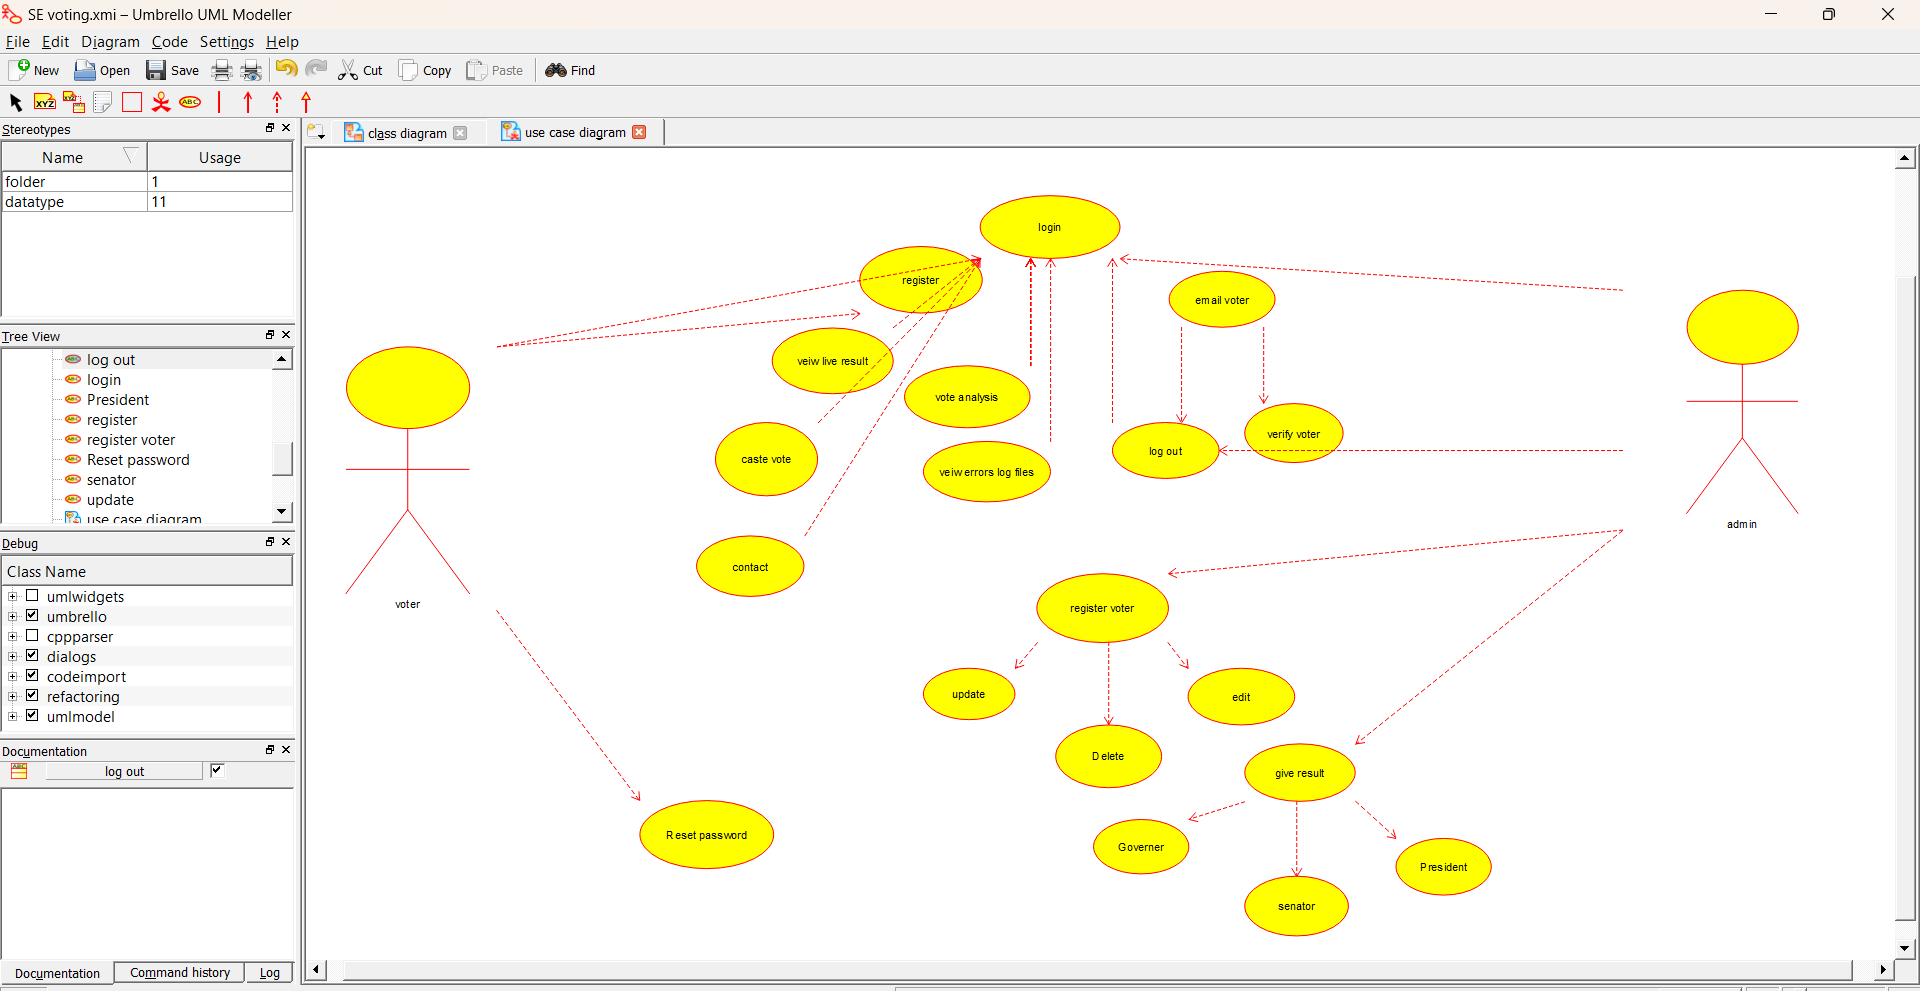 SE voting.xmi – Umbrello UML Modeller
File Edit Diagram Code Settings Help
New Open Save Cut Copy Paste Find
XYZ XYZ ABC
Stereotypes
class diagram use case diagram
Name Usage
folder 1
datatype 11
Tree View
log out
login
President
register
register voter
Reset password
senator
update
use case diagram
Debug
Class Name
umlwidgets
umbrello
cppparser
dialogs
codeimport
refactoring
umlmodel
Documentation
log out
Documentation Command history Log
login
register
email voter
veiw live result
vote analysis
verify voter
log out
caste vote
veiw errors log files
admin
contact
voter
register voter
update
edit
Delete
give result
Reset password
Governer
President
senator